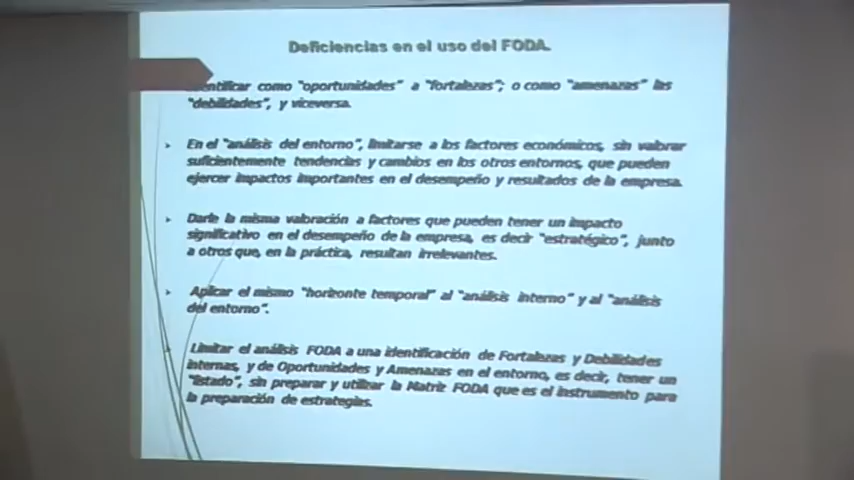 Deficiencias en el uso del FODA.
Identificar como "oportunidades" a "fortalezas"; o como "amenazas" las
"debilidades", y viceversa.
En el "análisis del entorno", limitarse a los factores económicos, sin valorar
suficientemente tendencias y cambios en los otros entornos, que pueden
ejercer impactos importantes en el desempeño y resultados de la empresa.
Darle la misma valoración a factores que pueden tener un impacto
significativo en el desempeño de la empresa, es decir "estratégico", junto
a otros que, en la práctica, resultan irrelevantes.
Aplicar el mismo "horizonte temporal" al "análisis interno" y al "análisis
del entorno".
Limitar el análisis FODA a una identificación de Fortalezas y Debilidades
internas, y de Oportunidades y Amenazas en el entorno, es decir, tener un
"listado", sin preparar y utilizar la Matriz FODA que es el instrumento para
la preparación de estrategias.